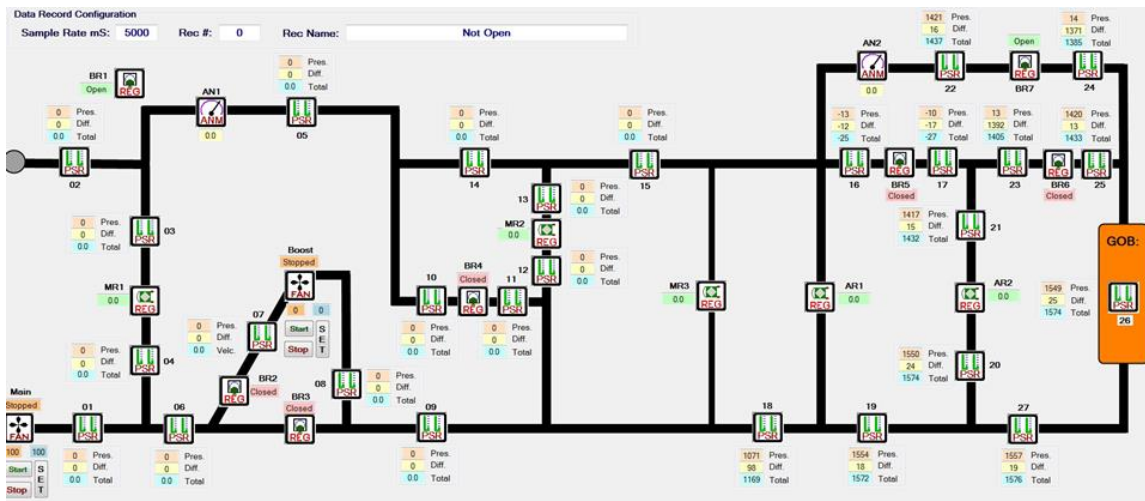 Data Record Configuration
Sample Rate mS: 5000 Rec #: 0 Rec Name: Not Open
BR1
Open
REG
0 Pres.
0 Diff.
0.0 Total
PSR
02
AN1
ANM
0.0
0 Pres.
0 Diff.
0.0 Total
PSR
05
0 Pres.
0 Diff.
0.0 Total
PSR
03
MR1
0.0
REG
0 Pres.
0 Diff.
0.0 Total
PSR
04
Main
Stopped
FAN
100 100
Start
Stop
SET
PSR
01
0 Pres.
0 Diff.
0.0 Total
06
PSR
0 Pres.
0 Diff.
0.0 Total
Boost
Stopped
FAN
0 0
Start
Stop
SET
07
PSR
0 Pres.
0 Diff.
0.0 Velc.
BR2
Closed
REG
BR3
Closed
REG
08
PSR
0 Pres.
0 Diff.
0.0 Total
09
PSR
0 Pres.
0 Diff.
0.0 Total
10
PSR
0 Pres.
0 Diff.
0.0 Total
BR4
Closed
REG
11
PSR
0 Pres.
0 Diff.
0.0 Total
0 Pres.
0 Diff.
0.0 Total
PSR
14
13
PSR
0 Pres.
0 Diff.
0.0 Total
MR2
0.0
REG
12
PSR
0 Pres.
0 Diff.
0.0 Total
0 Pres.
0 Diff.
0.0 Total
PSR
15
MR3
0.0
REG
AR1
0.0
REG
AN2
ANM
0.0
1421 Pres.
16 Diff.
1437 Total
PSR
22
Open
REG
BR7
14 Pres.
1371 Diff.
1385 Total
PSR
24
-13 Pres.
-12 Diff.
-25 Total
PSR
16
REG
BR5
Closed
-10 Pres.
-17 Diff.
-27 Total
PSR
17
13 Pres.
1392 Diff.
1405 Total
PSR
23
REG
BR6
Closed
1420 Pres.
13 Diff.
1433 Total
PSR
25
1417 Pres.
15 Diff.
1432 Total
PSR
21
AR2
0.0
REG
1550 Pres.
24 Diff.
1574 Total
PSR
20
GOB:
1549 Pres.
25 Diff.
1574 Total
PSR
26
18
PSR
1071 Pres.
98 Diff.
1169 Total
19
PSR
1554 Pres.
18 Diff.
1572 Total
27
PSR
1557 Pres.
19 Diff.
1576 Total